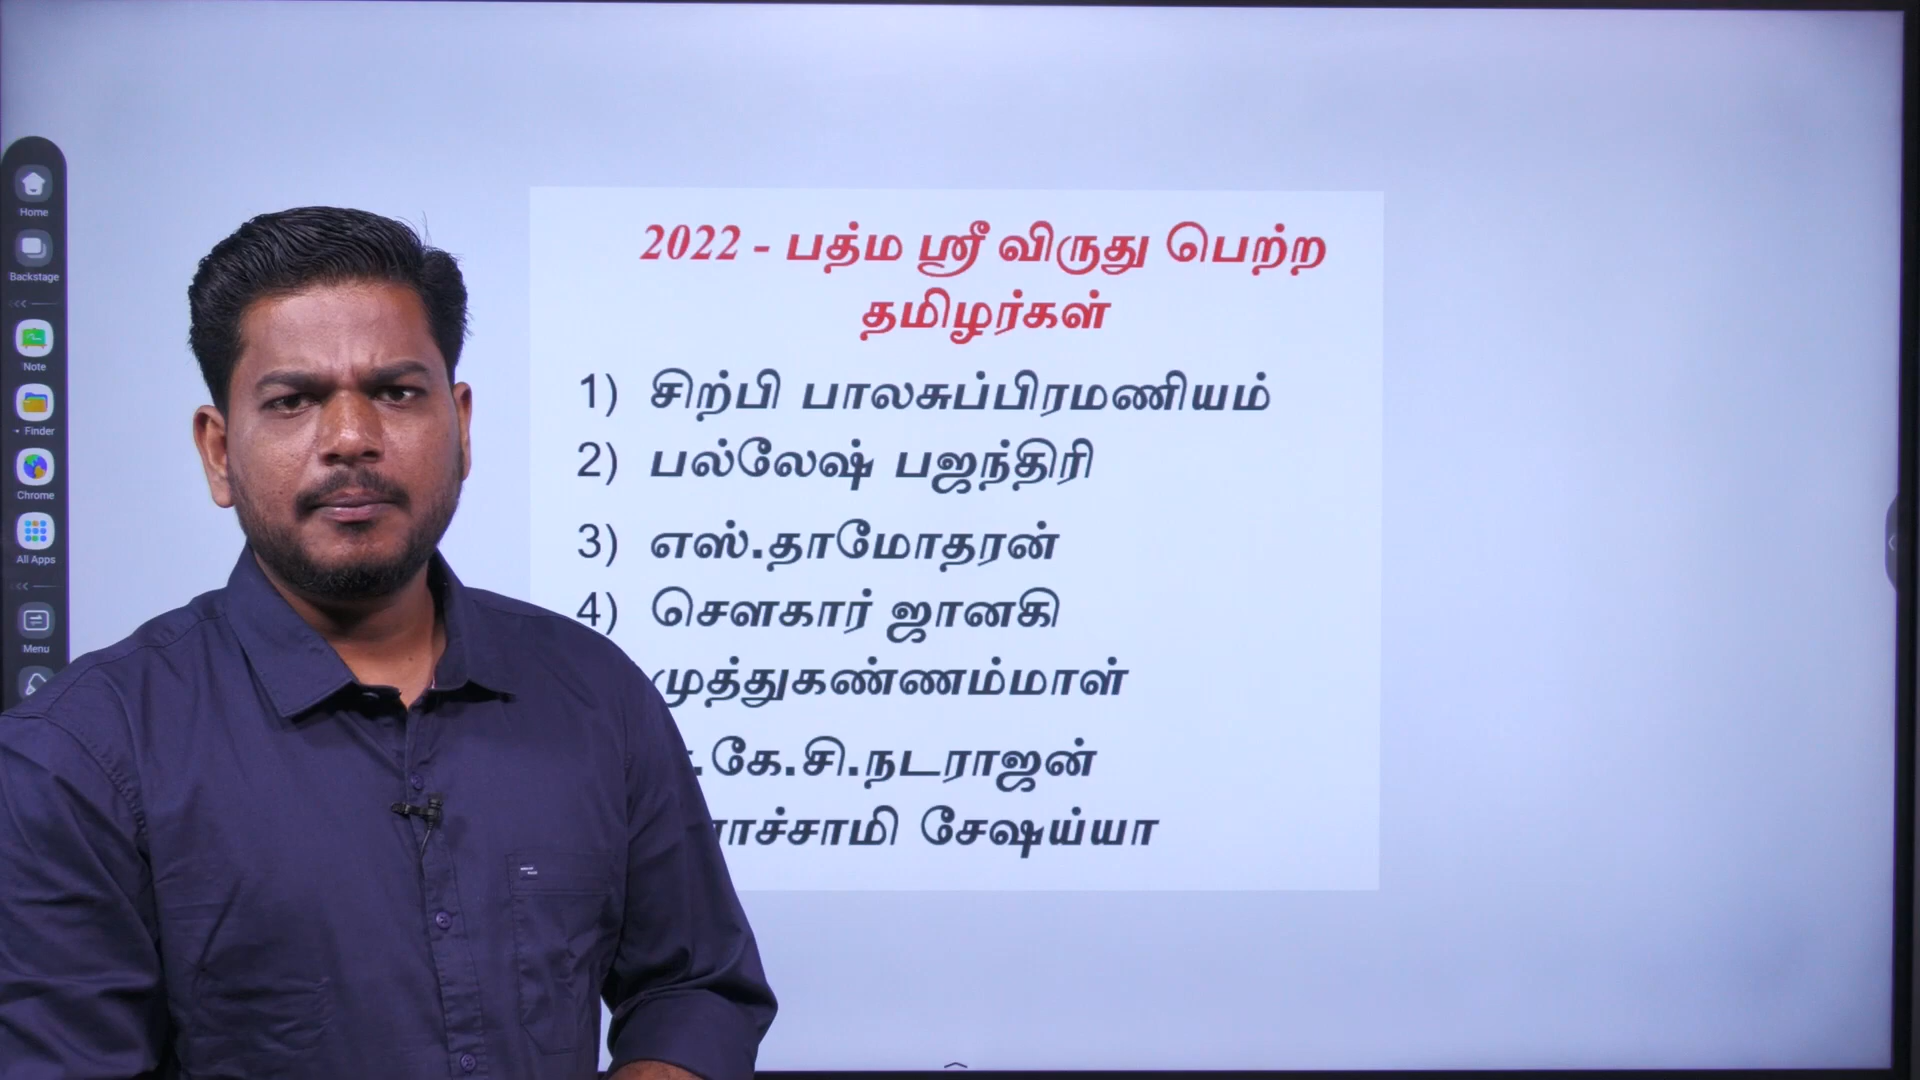 2022 - பத்ம ஸ்ரீ விருது பெற்ற
தமிழர்கள்
1) சிற்பி பாலசுப்பிரமணியம்
2) பல்லேஷ் பஜந்திரி
3) எஸ்.தாமோதரன்
4) சௌகார் ஜானகி
முத்துகண்ணம்மாள்
.கே.சி.நடராஜன்
சேஷய்யா
Home
Backstage
Note
Finder
Chrome
All Apps
Menu